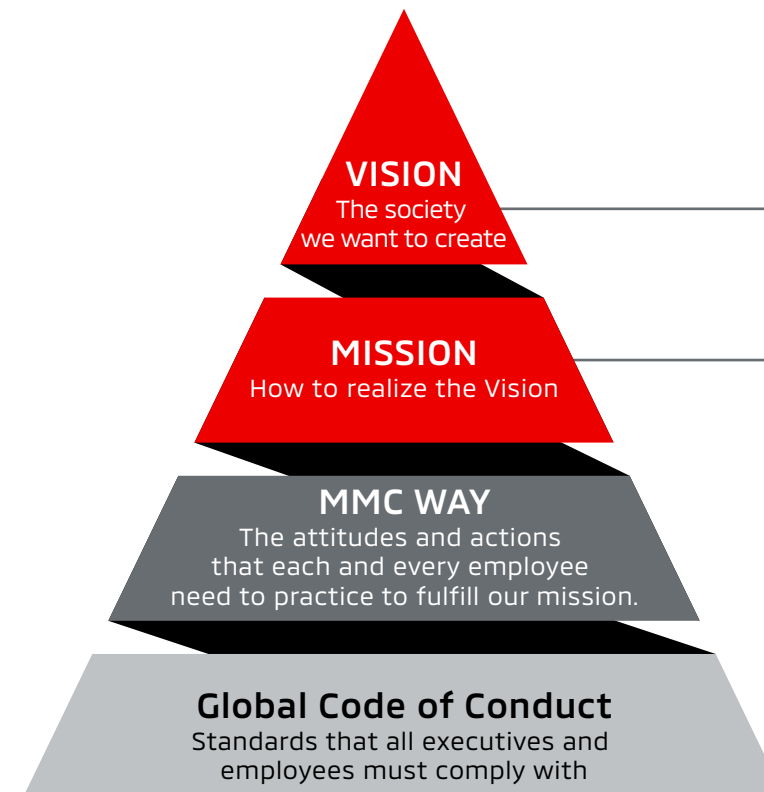 VISION
The society
we want to create
MISSION
How to realize the Vision
MMC WAY
The attitudes and actions
that each and every employee
need to practice to fulfill our mission.
Global Code of Conduct
Standards that all executives and
employees must comply with